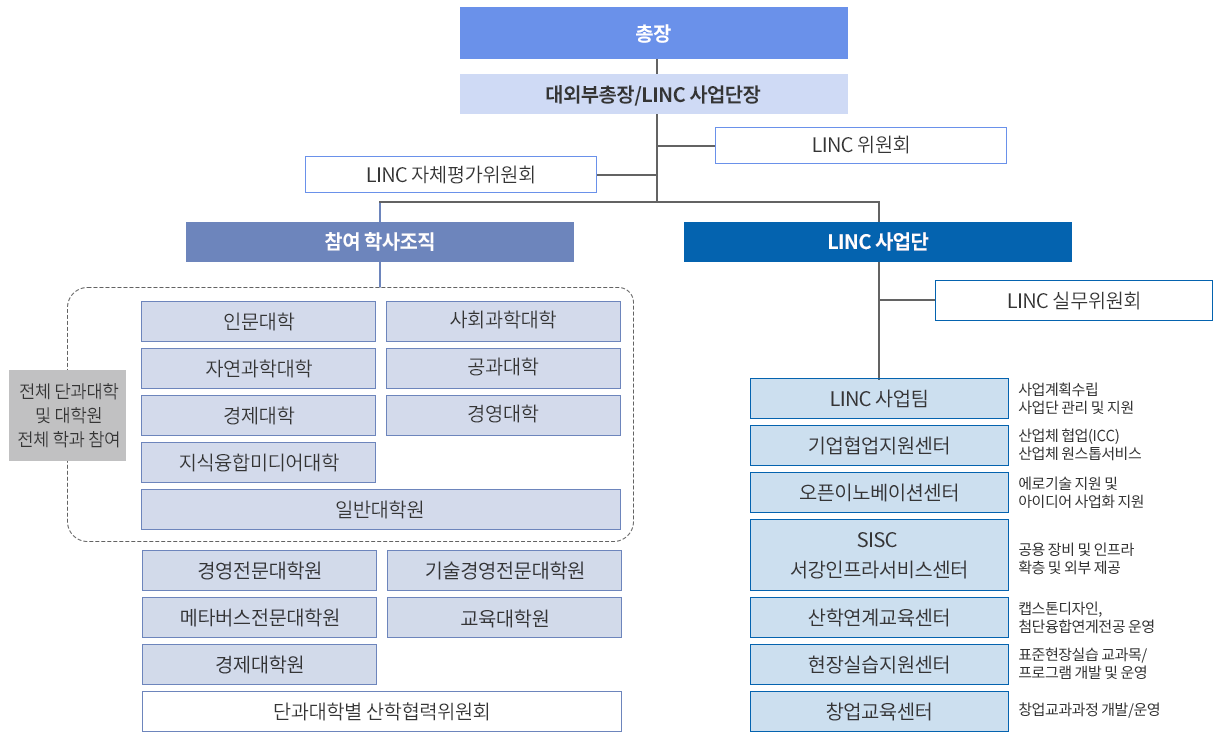 총장
대외부총장/LINC 사업단장
LINC 위원회
LINC 자체평가위원회
참여 학사조직
전체 단과대학
및 대학원
전체 학과 참여
인문대학
사회과학대학
자연과학대학
공과대학
경제대학
경영대학
지식융합미디어대학
일반대학원
경영전문대학원
기술경영전문대학원
메타버스전문대학원
교육대학원
경제대학원
단과대학별 산학협력위원회
LINC 사업단
LINC 실무위원회
LINC 사업팀
사업계획수립
사업단 관리 및 지원
기업협업지원센터
산업체 협업(ICC)
산업체 원스톱서비스
오픈이노베이션센터
에로기술 지원 및
아이디어 사업화 지원
SISC
서강인프라서비스센터
공용 장비 및 인프라
확층 및 외부 제공
산학연계교육센터
캡스톤디자인,
첨단융합연게전공 운영
현장실습지원센터
표준현장실습 교과목/
프로그램 개발 및 운영
창업교육센터
창업교과과정 개발/운영